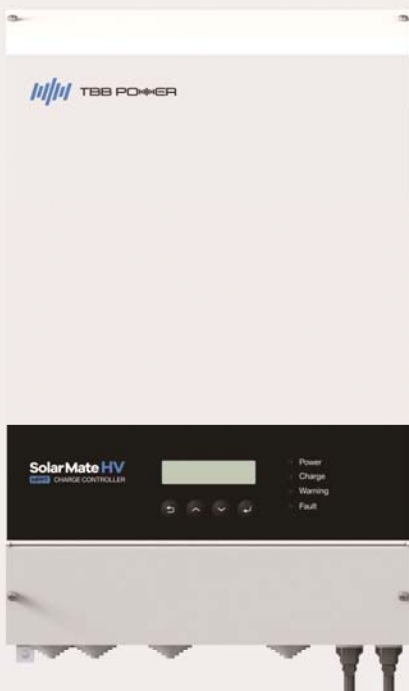 TBB POWER
SolarMate HV
MPPT CHARGE CONTROLLER
Power
Charge
Warning
Fault